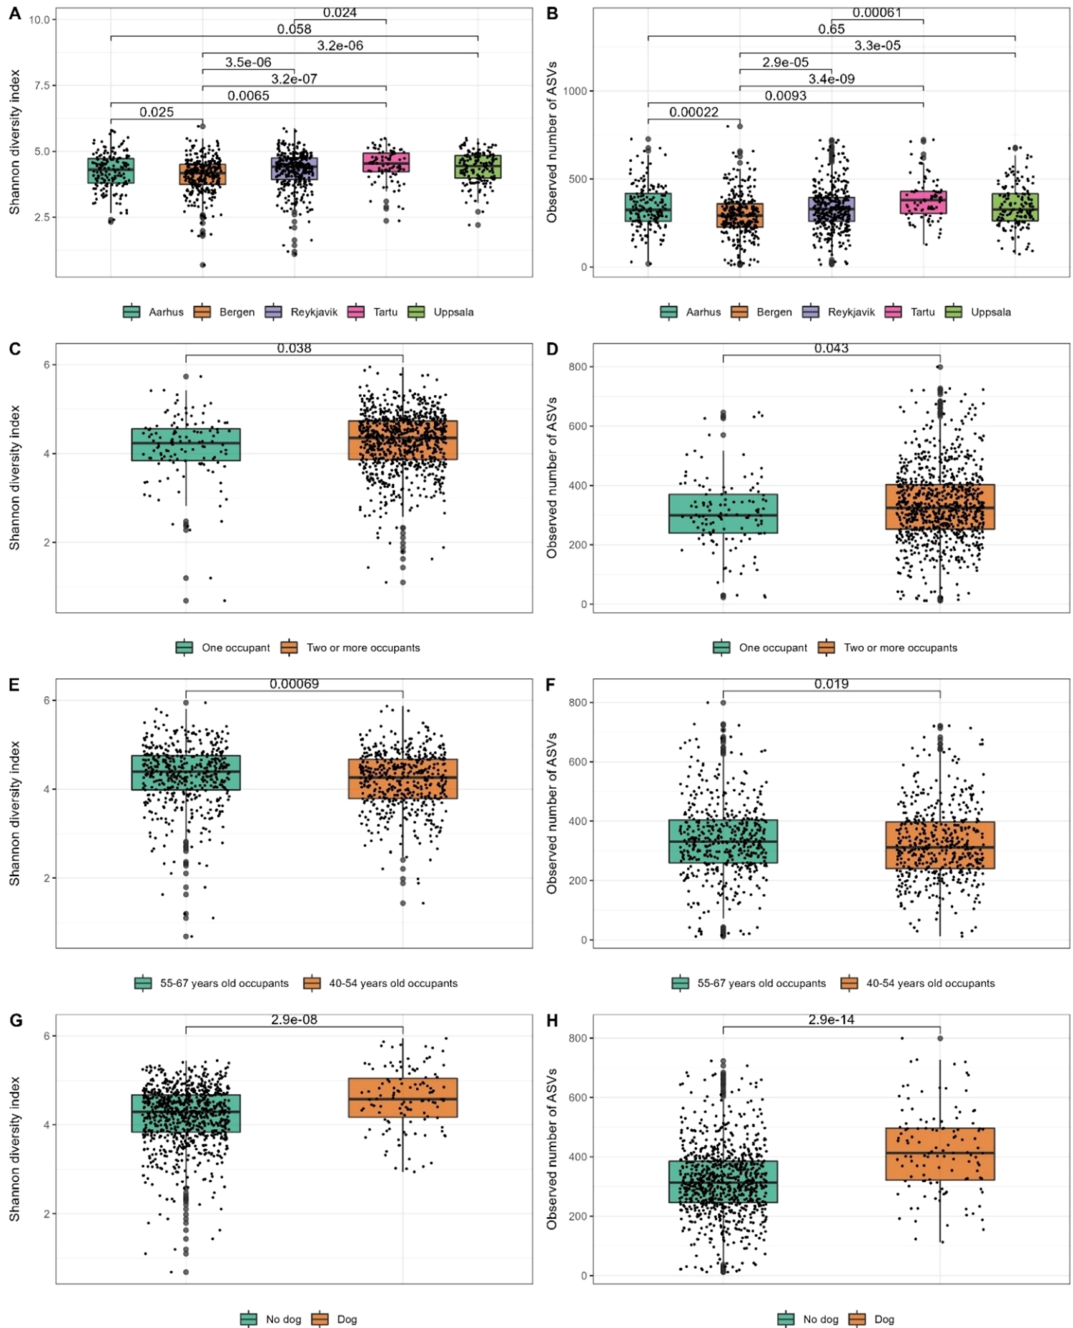 A
Shannon diversity index
10.0
7.5
5.0
2.5
0.024
0.058
3.2e-06
3.5e-06
3.2e-07
0.0065
0.025
Aarhus Bergen Reykjavik Tartu Uppsala
B
Observed number of ASVs
1000
500
0
0.00061
0.65
3.3e-05
2.9e-05
3.4e-09
0.0093
0.00022
Aarhus Bergen Reykjavik Tartu Uppsala
C
Shannon diversity index
6
4
2
0.038
One occupant Two or more occupants
D
Observed number of ASVs
800
600
400
200
0
0.043
One occupant Two or more occupants
E
Shannon diversity index
6
4
2
0.00069
55-67 years old occupants 40-54 years old occupants
F
Observed number of ASVs
800
600
400
200
0
0.019
55-67 years old occupants 40-54 years old occupants
G
Shannon diversity index
6
4
2
2.9e-08
No dog Dog
H
Observed number of ASVs
800
600
400
200
0
2.9e-14
No dog Dog